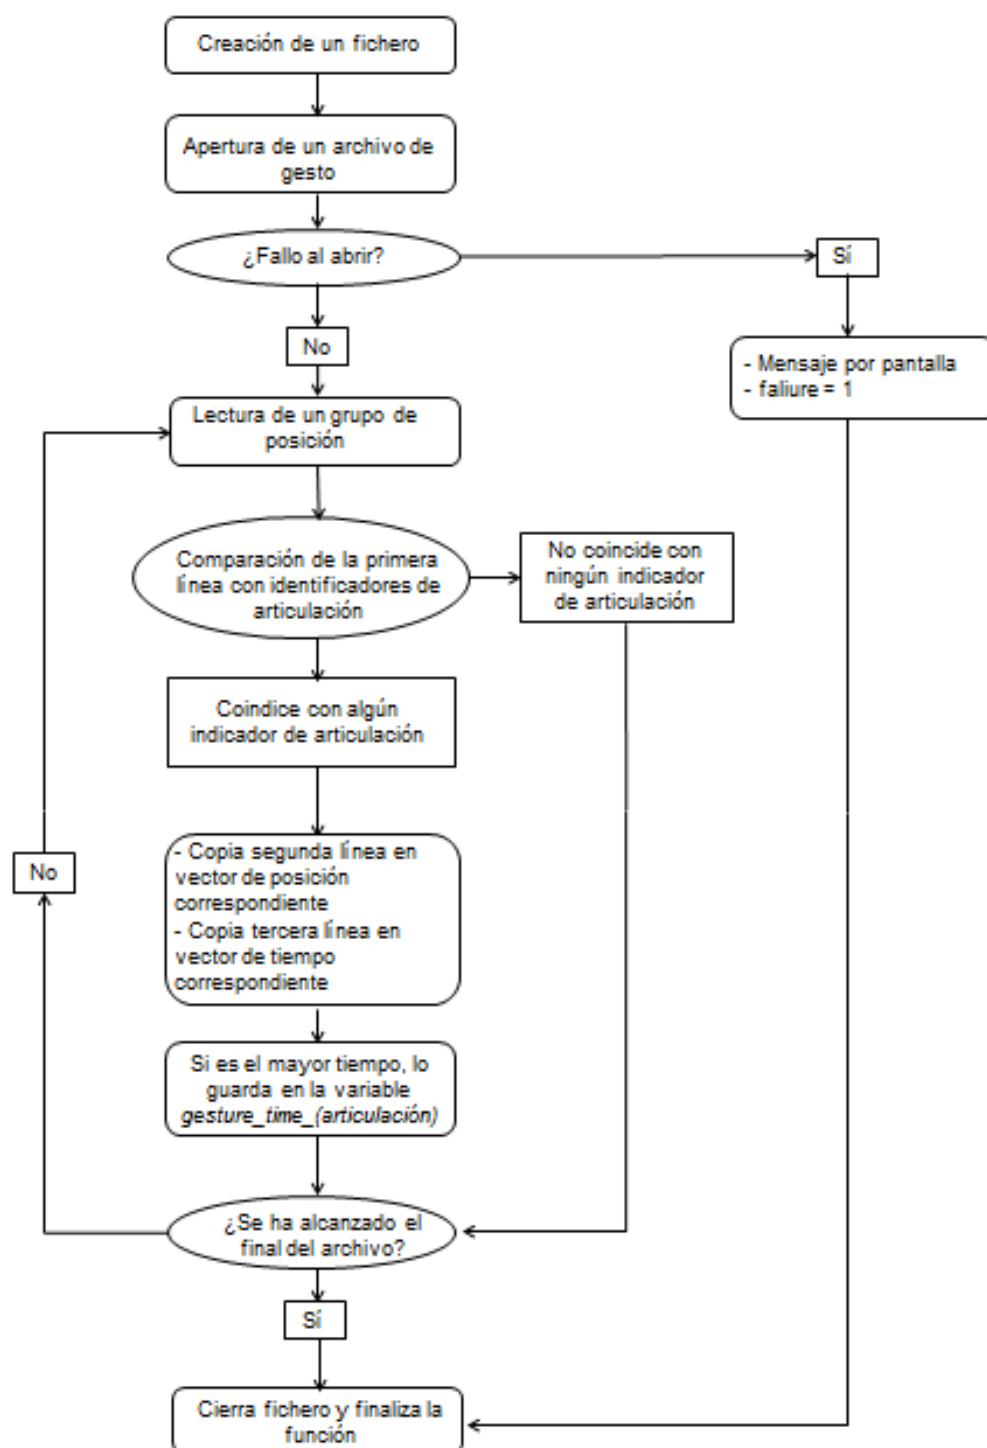 Creación de un fichero
Apertura de un archivo de
gesto
¿Fallo al abrir?
Sí
No
- Mensaje por pantalla
- faliure = 1
Lectura de un grupo de
posición
Comparación de la primera
línea con identificadores de
articulación
No coincide con
ningún indicador
de articulación
Coindice con algún
indicador de articulación
- Copia segunda línea en
vector de posición
correspondiente
- Copia tercera línea en
vector de tiempo
correspondiente
No
Si es el mayor tiempo, lo
guarda en la variable
gesture_time_(articulación)
¿Se ha alcanzado el
final del archivo?
Sí
Cierra fichero y finaliza la
función